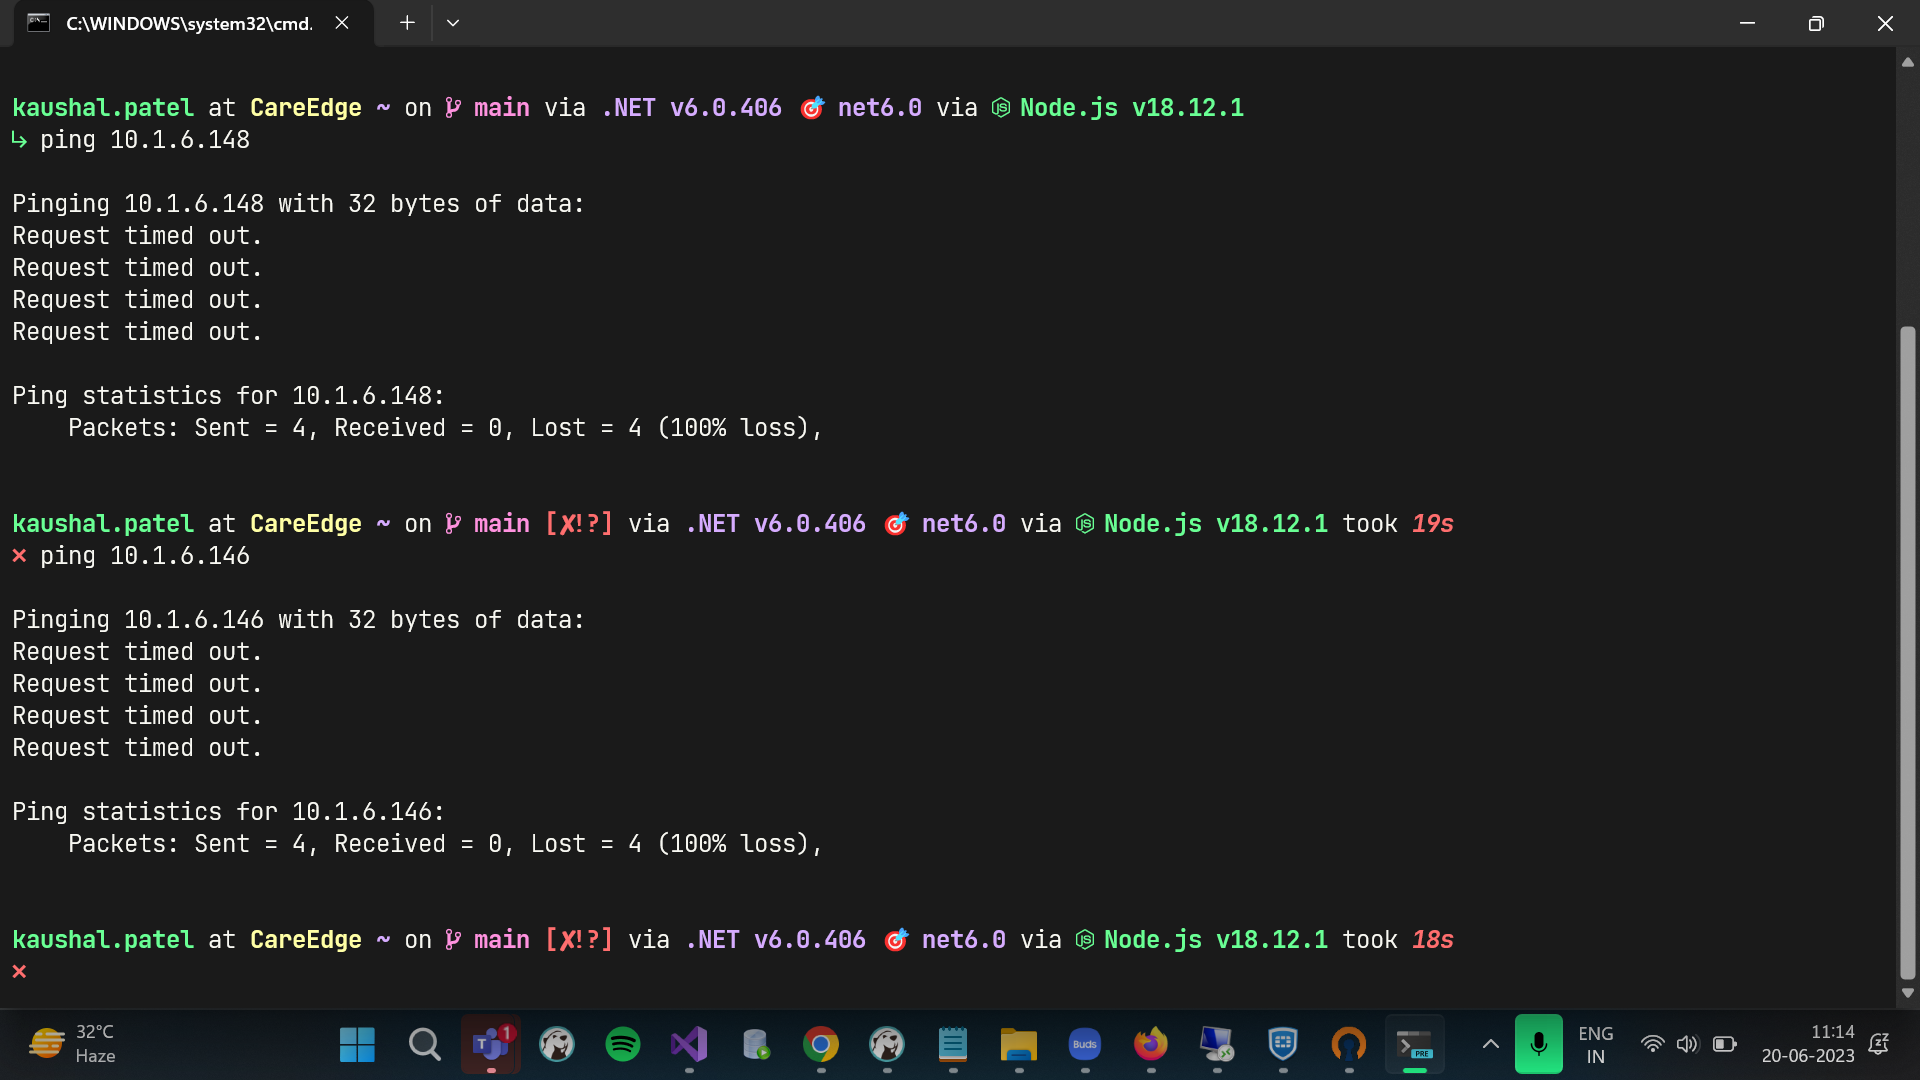 C:\WINDOWS\system32\cmd.
kaushal.patel at CareEdge ~ on main via .NET v6.0.406 🎯 net6.0 via Node.js v18.12.1
↳ ping 10.1.6.148
Pinging 10.1.6.148 with 32 bytes of data:
Request timed out.
Request timed out.
Request timed out.
Request timed out.
Ping statistics for 10.1.6.148:
Packets: Sent = 4, Received = 0, Lost = 4 (100% loss),
kaushal.patel at CareEdge ~ on main [✘!?] via .NET v6.0.406 🎯 net6.0 via Node.js v18.12.1 took 19s
× ping 10.1.6.146
Pinging 10.1.6.146 with 32 bytes of data:
Request timed out.
Request timed out.
Request timed out.
Request timed out.
Ping statistics for 10.1.6.146:
Packets: Sent = 4, Received = 0, Lost = 4 (100% loss),
kaushal.patel at CareEdge ~ on main [✘!?] via .NET v6.0.406 🎯 net6.0 via Node.js v18.12.1 took 18s
×
32°C
Haze
T
1
Buds
PRE
ENG
IN
11:14
20-06-2023